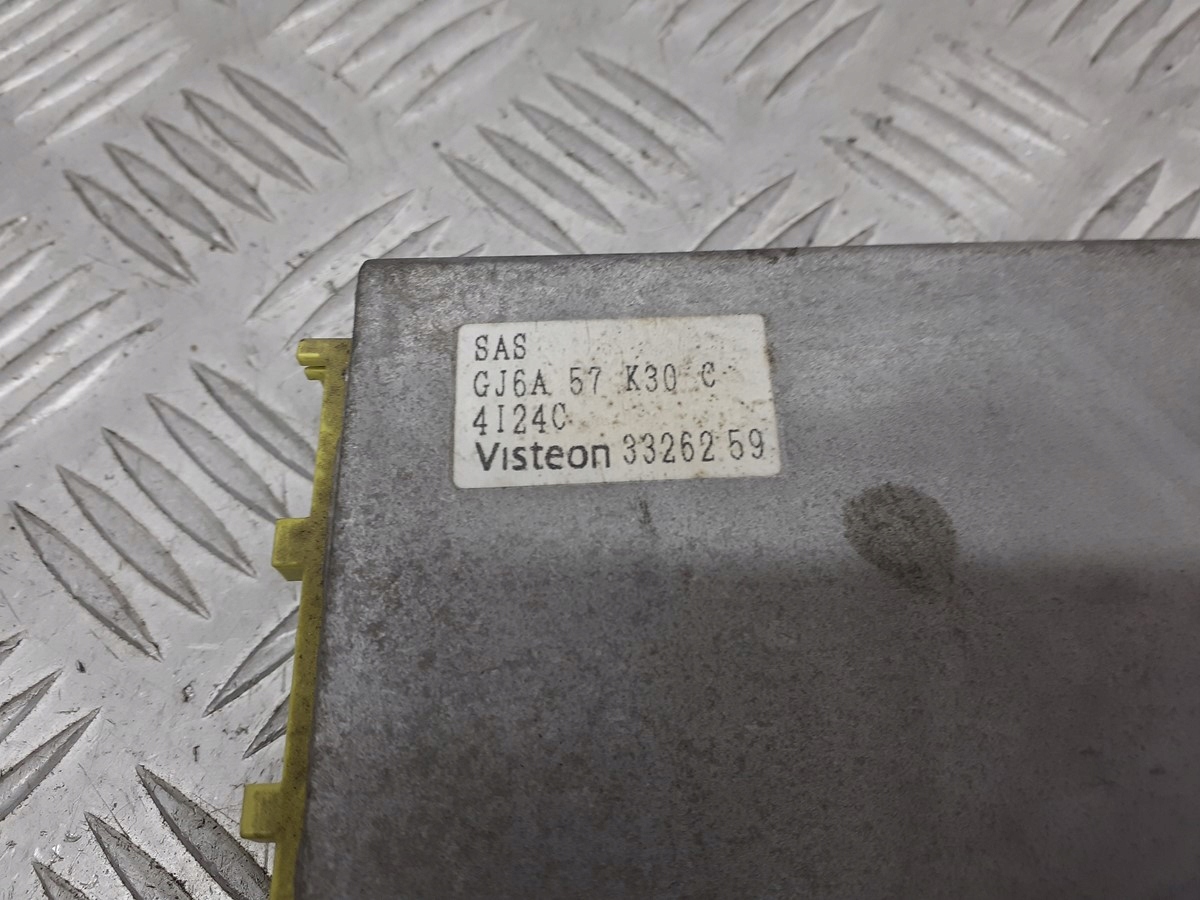 SAS
GJ6A 57 K30 C
4I24C
Visteon 3326259